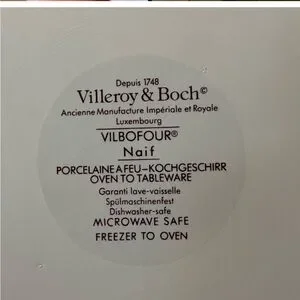 Depuis 1748
Villeroy & Boch©
Ancienne Manufacture Impériale et Royale
Luxembourg
VILBOFOUR®
Naif
PORCELAINE A FEU–KOCHGESCHIRR
OVEN TO TABLEWARE
Garanti lave-vaisselle
Spülmaschinenfest
Dishwasher-safe
MICROWAVE SAFE
FREEZER TO OVEN